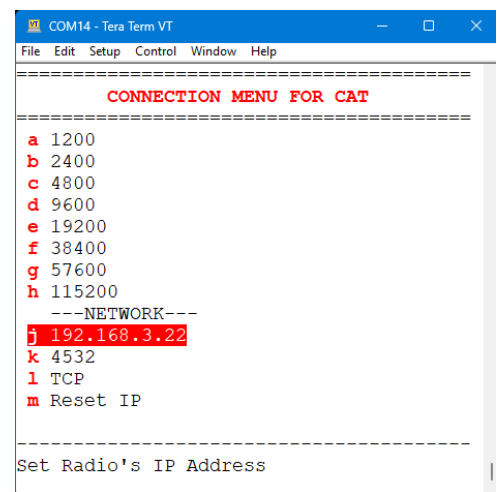 COM14 - Tera Term VT
File Edit Setup Control Window Help
==========================================
CONNECTION MENU FOR CAT
==========================================
a 1200
b 2400
c 4800
d 9600
e 19200
f 38400
g 57600
h 115200
---NETWORK---
j 192.168.3.22
k 4532
l TCP
m Reset IP
------------------------------------------
Set Radio's IP Address